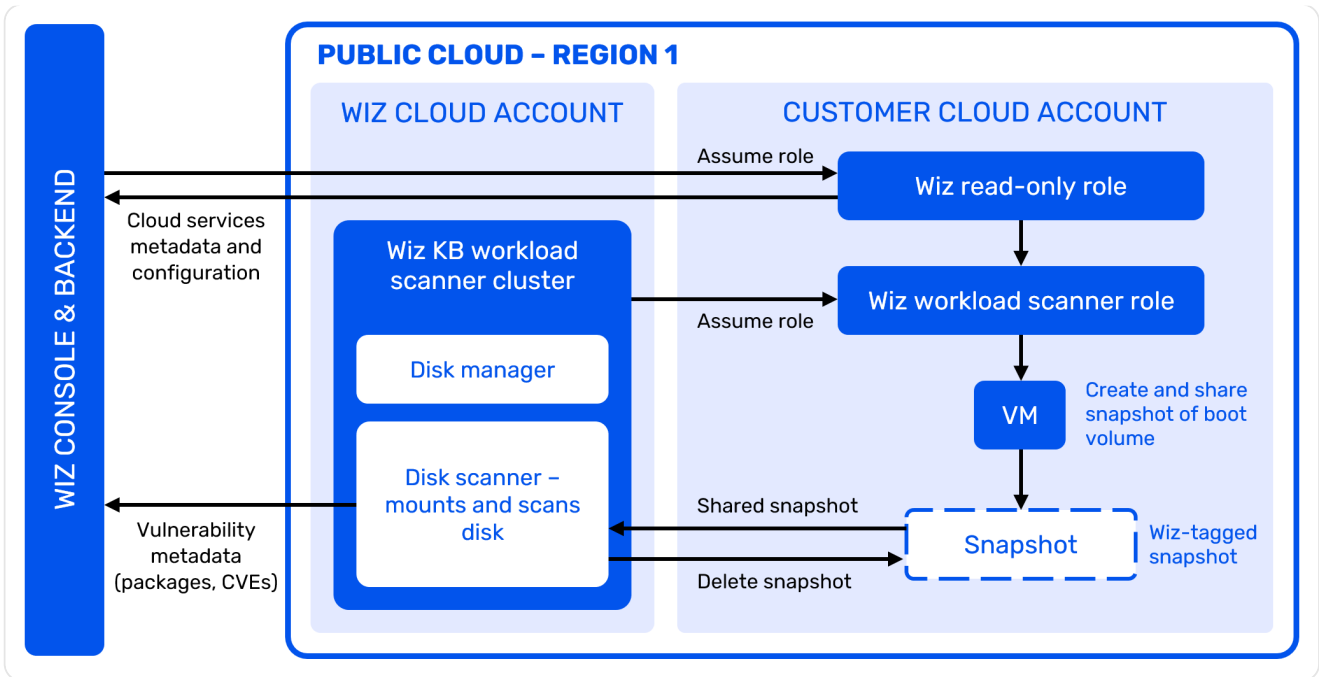 WIZ CONSOLE & BACKEND
PUBLIC CLOUD – REGION 1
WIZ CLOUD ACCOUNT
CUSTOMER CLOUD ACCOUNT
Assume role
Wiz read-only role
Cloud services
metadata and
configuration
Wiz KB workload
scanner cluster
Wiz workload scanner role
Assume role
Disk manager
VM
Create and share
snapshot of boot
volume
Disk scanner –
mounts and scans
disk
Shared snapshot
Snapshot
Wiz-tagged
snapshot
Delete snapshot
Vulnerability
metadata
(packages, CVEs)